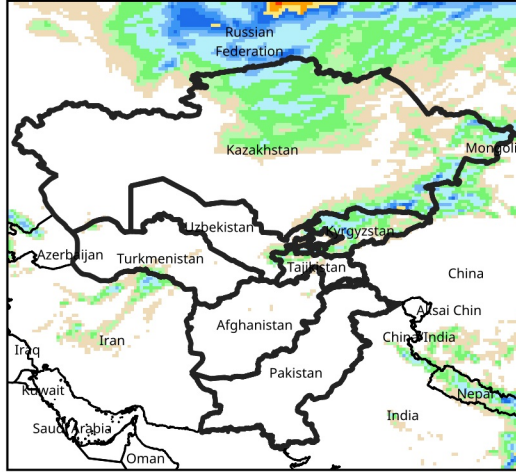 Russian
Federation
Kazakhstan
Mongoli
Uzbekistan
Kyrgyzstan
Azerbaijan
Turkmenistan
Tajikistan
China
Aksai Chin
Afghanistan
China/India
Iran
Iraq
Pakistan
Kuwait
Nepal
India
Saudi Arabia
Oman